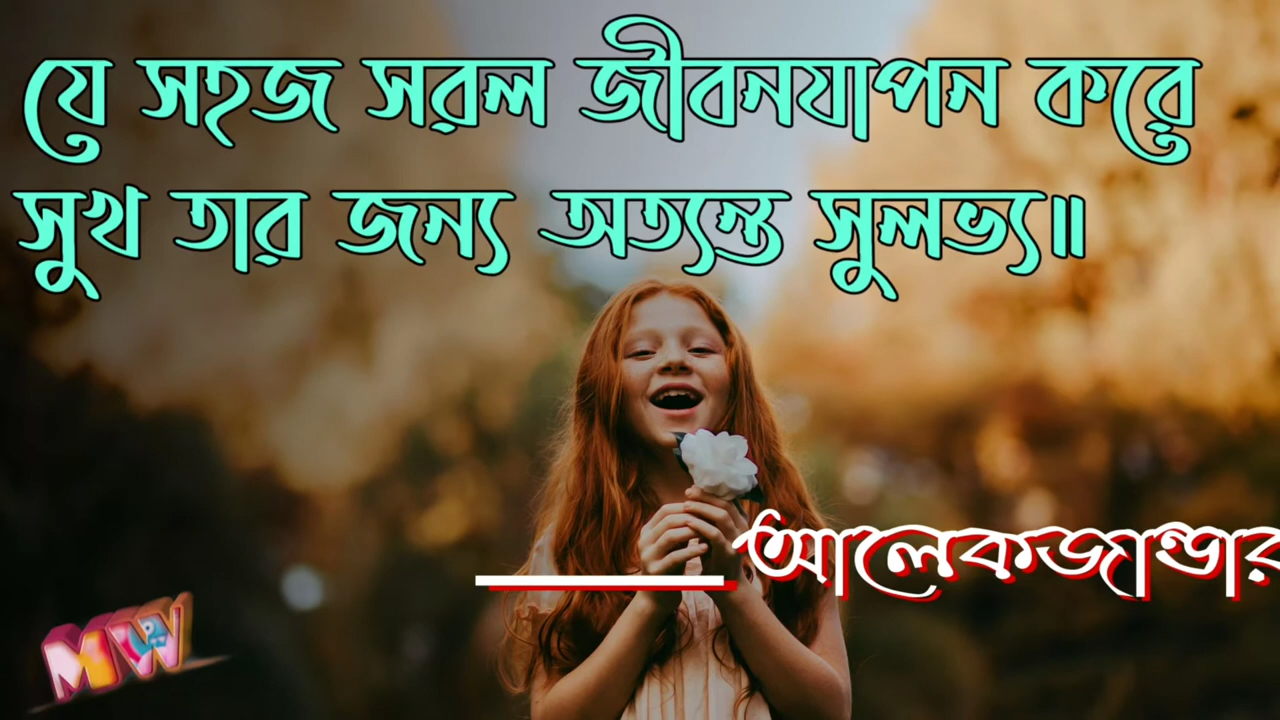 যে সহজ সরল জীবনযাপন করে
সুখ তার জন্য অত্যন্ত সুলভ্য॥
আলেকজান্ডার
MW